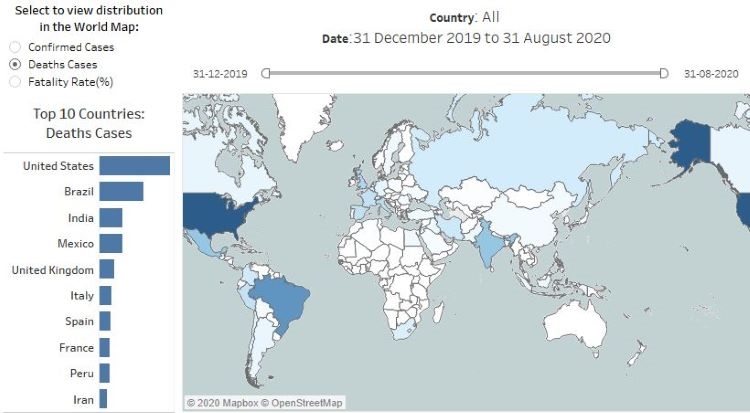 Select to view distribution
in the World Map:
Confirmed Cases
Deaths Cases
Fatality Rate(%)
Country: All
Date:31 December 2019 to 31 August 2020
31-12-2019
31-08-2020
Top 10 Countries:
Deaths Cases
United States
Brazil
India
Mexico
United Kingdom
Italy
Spain
France
Peru
Iran
© 2020 Mapbox © OpenStreetMap